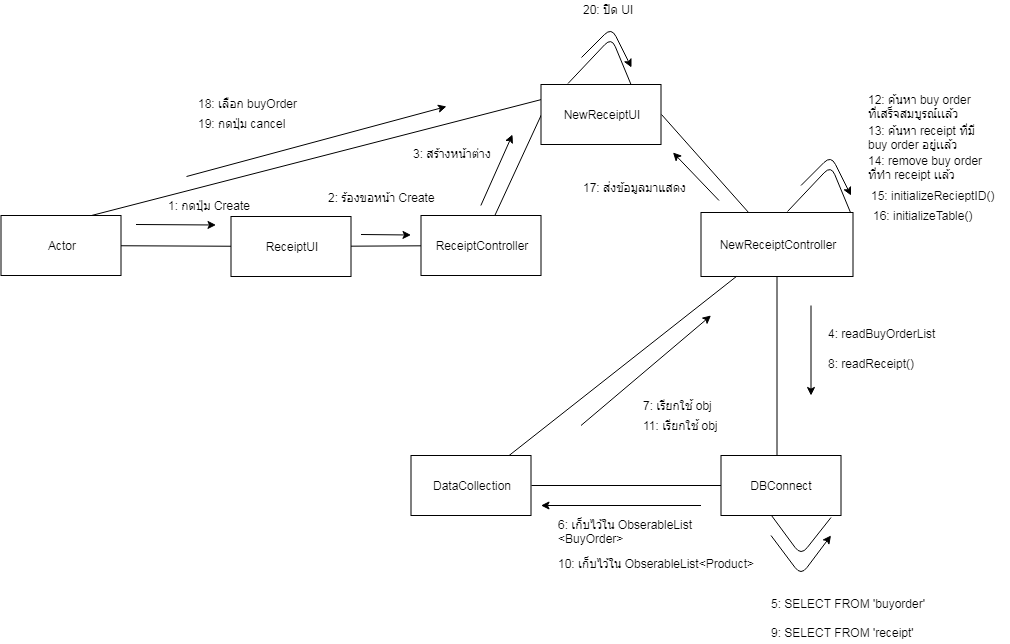 20: ปิด UI
18: เลือก buyOrder
19: กดปุ่ม cancel
NewReceiptUI
3: สร้างหน้าต่าง
12: ค้นหา buy order
ที่เสร็จสมบูรณ์แล้ว
13: ค้นหา receipt ที่มี
buy order อยู่แล้ว
14: remove buy order
ที่ทำ receipt แล้ว
15: initializeRecieptID()
16: initializeTable()
17: ส่งข้อมูลมาแสดง
1: กดปุ่ม Create
2: ร้องขอหน้า Create
Actor
ReceiptUI
ReceiptController
NewReceiptController
4: readBuyOrderList
8: readReceipt()
7: เรียกใช้ obj
11: เรียกใช้ obj
DataCollection
DBConnect
6: เก็บไว้ใน ObserableList
<BuyOrder>
10: เก็บไว้ใน ObserableList<Product>
5: SELECT FROM 'buyorder'
9: SELECT FROM 'receipt'